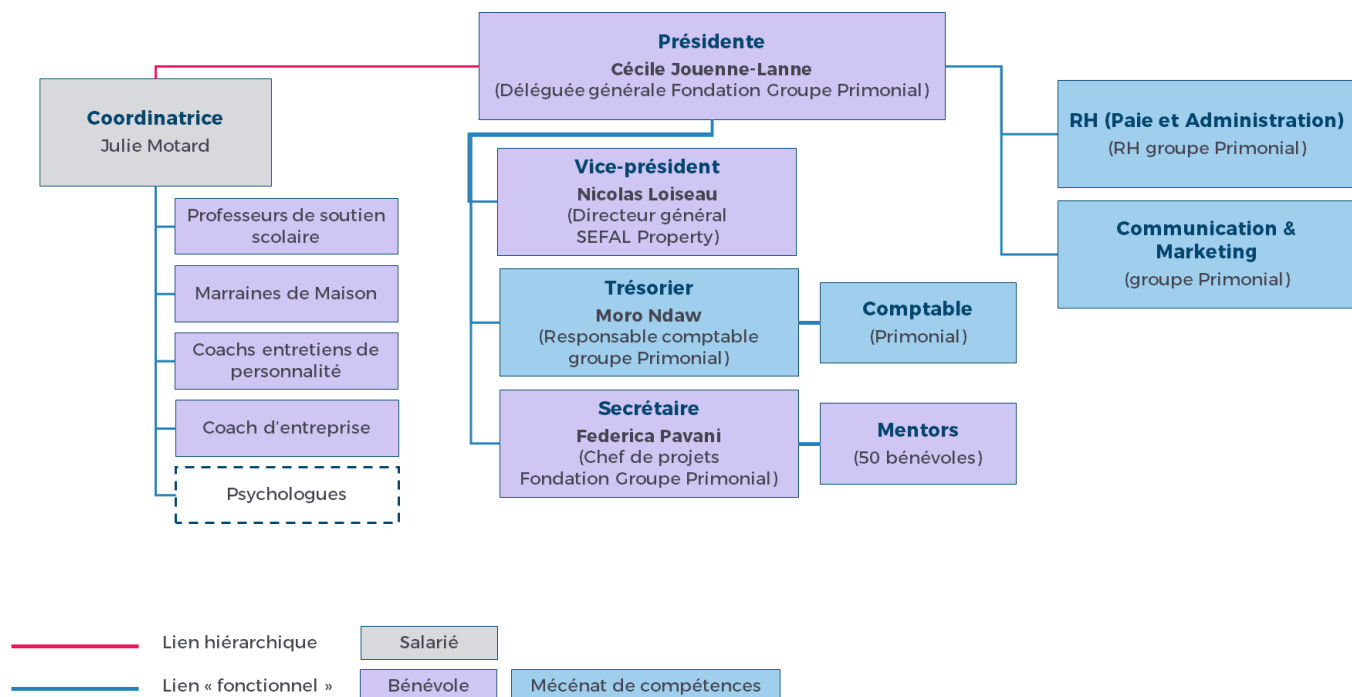 Présidente
Cécile Jouenne-Lanne
(Déléguée générale Fondation Groupe Primonial)
Coordinatrice
Julie Motard
Professeurs de soutien
scolaire
Marraines de Maison
Coachs entretiens de
personnalité
Coach d'entreprise
Psychologues
Vice-président
Nicolas Loiseau
(Directeur général
SEFAL Property)
Trésorier
Moro Ndaw
(Responsable comptable
groupe Primonial)
Comptable
(Primonial)
Secrétaire
Federica Pavani
(Chef de projets
Fondation Groupe Primonial)
Mentors
(50 bénévoles)
RH (Paie et Administration)
(RH groupe Primonial)
Communication &
Marketing
(groupe Primonial)
Lien hiérarchique
Salarié
Lien « fonctionnel »
Bénévole
Mécénat de compétences